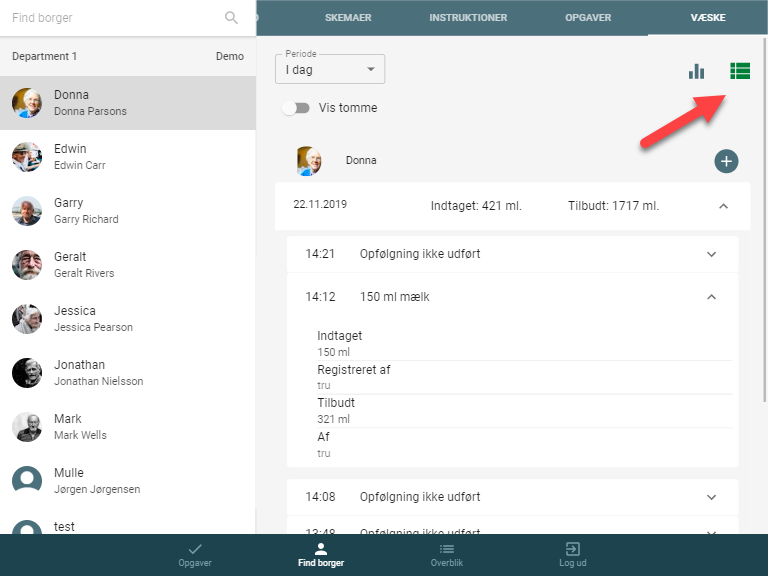 Find borger
SKEMAER
INSTRUKTIONER
OPGAVER
VÆSKE
Department 1
Demo
Donna
Donna Parsons
Edwin
Edwin Carr
Garry
Garry Richard
Geralt
Geralt Rivers
Jessica
Jessica Pearson
Jonathan
Jonathan Nielsson
Mark
Mark Wells
Mulle
Jørgen Jørgensen
test
Periode
I dag
Vis tomme
Donna
22.11.2019
Indtaget: 421 ml.
Tilbudt: 1717 ml.
14:21 Opfølgning ikke udført
14:12 150 ml mælk
Indtaget
150 ml
Registreret af
tru
Tilbudt
321 ml
Af
tru
14:08 Opfølgning ikke udført
13:48 Opfølgning ikke udført
Opgaver
Find borger
Overblik
Log ud